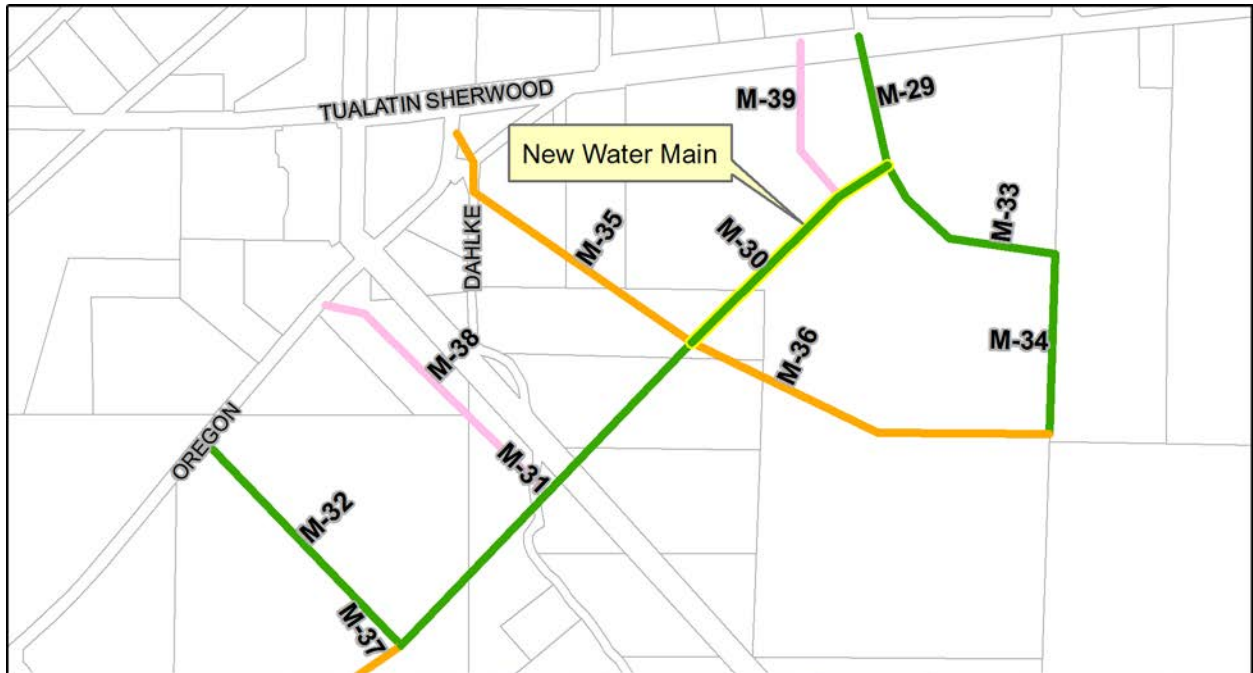 TUALATIN SHERWOOD
M-39
M-29
New Water Main
M-33
DAHLKE
M-35
M-30
M-34
M-36
M-38
OREGON
M-31
M-32
M-37